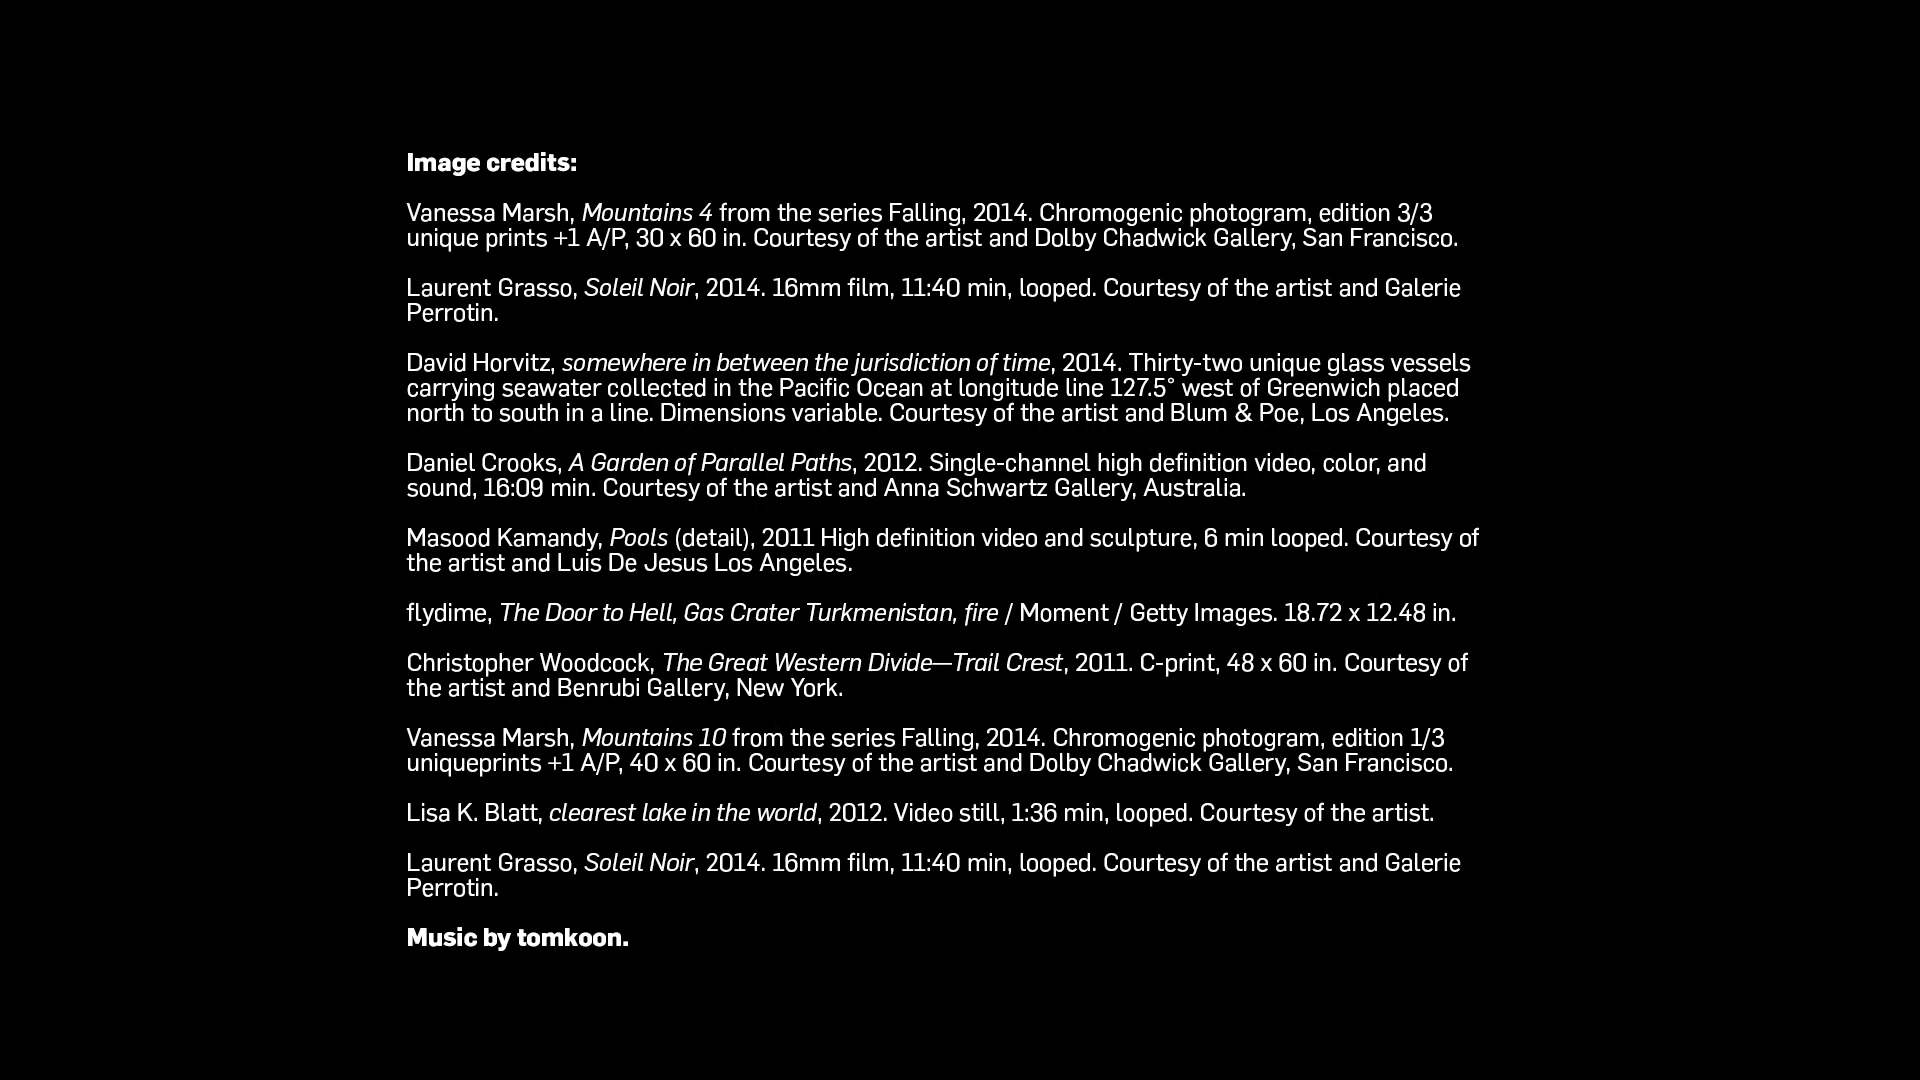 Image credits:
Vanessa Marsh, Mountains 4 from the series Falling, 2014. Chromogenic photogram, edition 3/3
unique prints +1 A/P, 30 x 60 in. Courtesy of the artist and Dolby Chadwick Gallery, San Francisco.
Laurent Grasso, Soleil Noir, 2014. 16mm film, 11:40 min, looped. Courtesy of the artist and Galerie
Perrotin.
David Horvitz, somewhere in between the jurisdiction of time, 2014. Thirty-two unique glass vessels
carrying seawater collected in the Pacific Ocean at longitude line 127.5° west of Greenwich placed
north to south in a line. Dimensions variable. Courtesy of the artist and Blum & Poe, Los Angeles.
Daniel Crooks, A Garden of Parallel Paths, 2012. Single-channel high definition video, color, and
sound, 16:09 min. Courtesy of the artist and Anna Schwartz Gallery, Australia.
Masood Kamandy, Pools (detail), 2011 High definition video and sculpture, 6 min looped. Courtesy of
the artist and Luis De Jesus Los Angeles.
flydime, The Door to Hell, Gas Crater Turkmenistan, fire / Moment / Getty Images. 18.72 x 12.48 in.
Christopher Woodcock, The Great Western Divide—Trail Crest, 2011. C-print, 48 x 60 in. Courtesy of
the artist and Benrubi Gallery, New York.
Vanessa Marsh, Mountains 10 from the series Falling, 2014. Chromogenic photogram, edition 1/3
uniqueprints +1 A/P, 40 x 60 in. Courtesy of the artist and Dolby Chadwick Gallery, San Francisco.
Lisa K. Blatt, clearest lake in the world, 2012. Video still, 1:36 min, looped. Courtesy of the artist.
Laurent Grasso, Soleil Noir, 2014. 16mm film, 11:40 min, looped. Courtesy of the artist and Galerie
Perrotin.
Music by tomkoon.